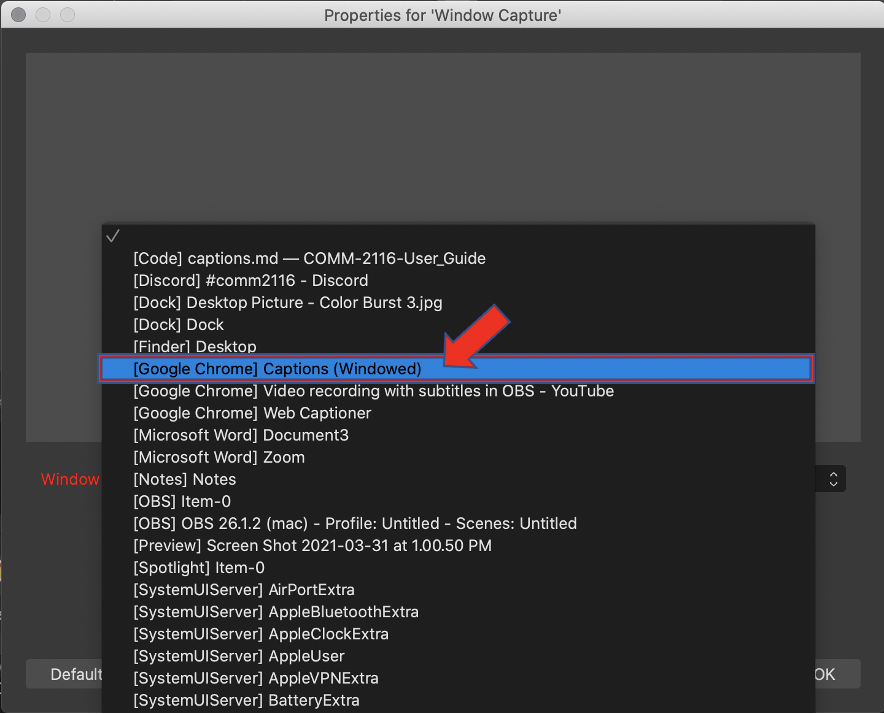 Properties for 'Window Capture'
✓
[Code] captions.md — COMM-2116-User_Guide
[Discord] #comm2116 - Discord
[Dock] Desktop Picture - Color Burst 3.jpg
[Dock] Dock
[Finder] Desktop
[Google Chrome] Captions (Windowed)
[Google Chrome] Video recording with subtitles in OBS - YouTube
[Google Chrome] Web Captioner
[Microsoft Word] Document3
[Microsoft Word] Zoom
Window
[Notes] Notes
[OBS] Item-0
[OBS] OBS 26.1.2 (mac) - Profile: Untitled - Scenes: Untitled
[Preview] Screen Shot 2021-03-31 at 1.00.50 PM
[Spotlight] Item-0
[SystemUIServer] AirPortExtra
[SystemUIServer] AppleBluetoothExtra
[SystemUIServer] AppleClockExtra
[SystemUIServer] AppleUser
Default
[SystemUIServer] AppleVPNExtra
OK
[SystemUIServer] BatteryExtra